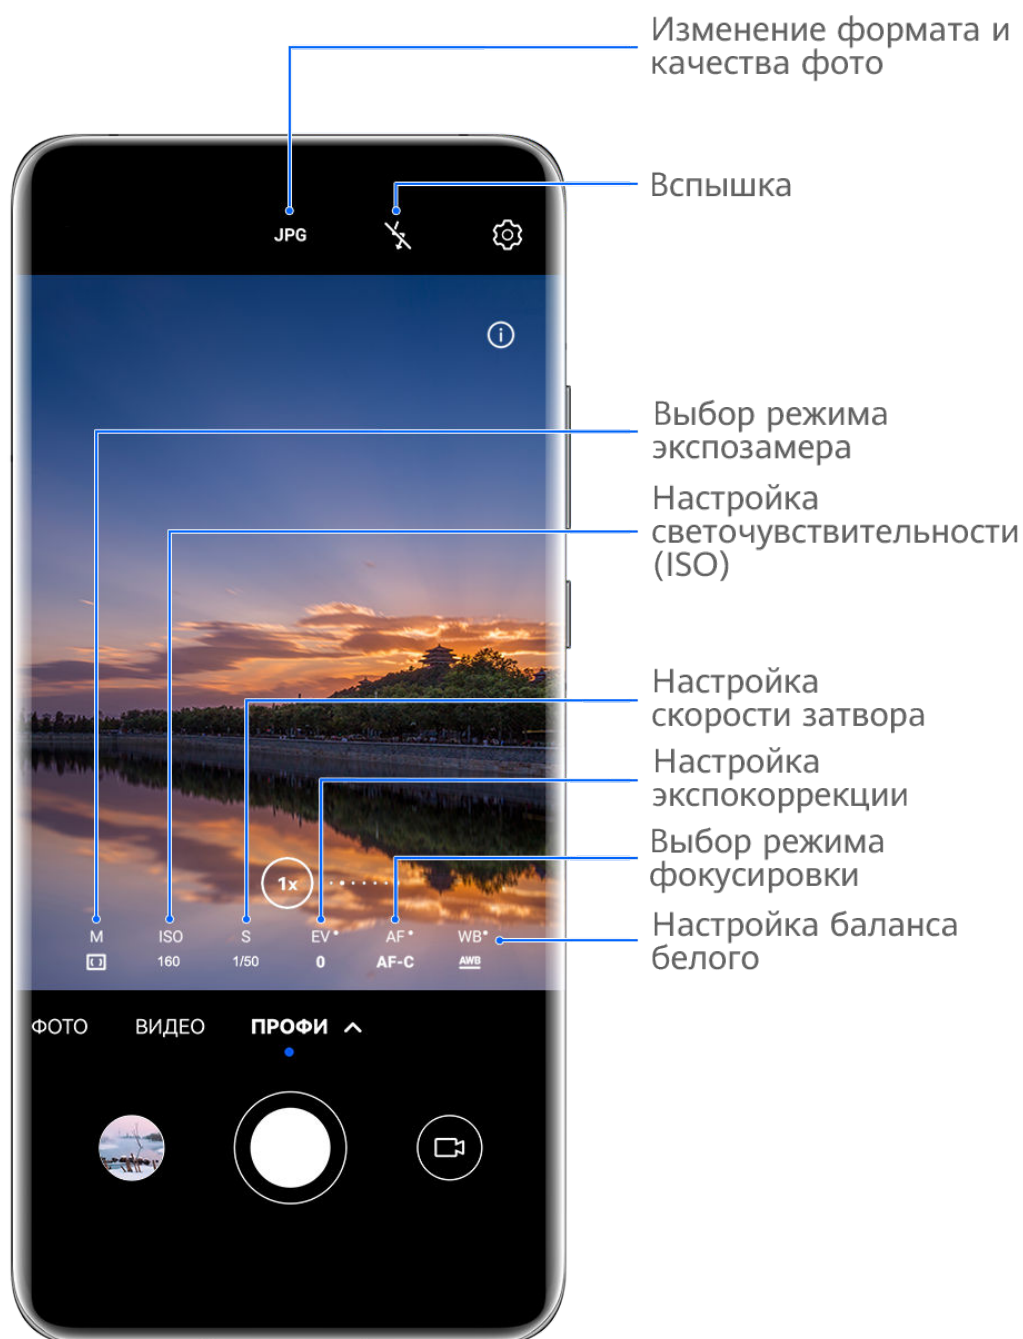 Изменение формата и
качества фото
Вспышка
JPG
Выбор режима
экспозамера
Настройка
светочувствительности
(ISO)
Настройка
скорости затвора
Настройка
экспокоррекции
Выбор режима
фокусировки
Настройка баланса
белого
1x
M ISO S EV AF WB
160 1/50 0 AF-C AWB
ФОТО ВИДЕО ПРОФИ